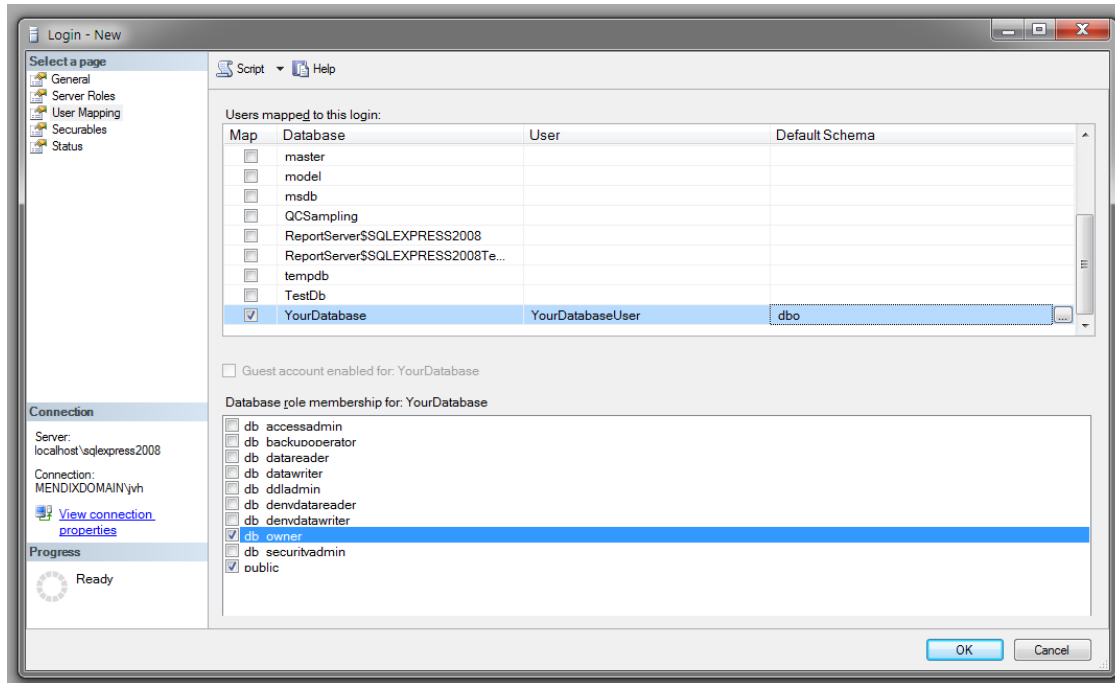 Login - New
Select a page
General
Server Roles
User Mapping
Securables
Status
Script
Help
Users mapped to this login:
Map Database User Default Schema
master
model
msdb
QCSampling
ReportServer$SQLEXPRESS2008
ReportServer$SQLEXPRESS2008Te...
tempdb
TestDb
YourDatabase YourDatabaseUser dbo ...
Guest account enabled for: YourDatabase
Database role membership for: YourDatabase
db_accessadmin
db_backupoperator
db_datareader
db_datawriter
db_ddladmin
db_denydatareader
db_denydatawriter
db_owner
db_securityadmin
public
Connection
Server:
localhost\sqlexpress2008
Connection:
MENDIXDOMAIN\jvh
View connection
properties
Progress
Ready
OK Cancel